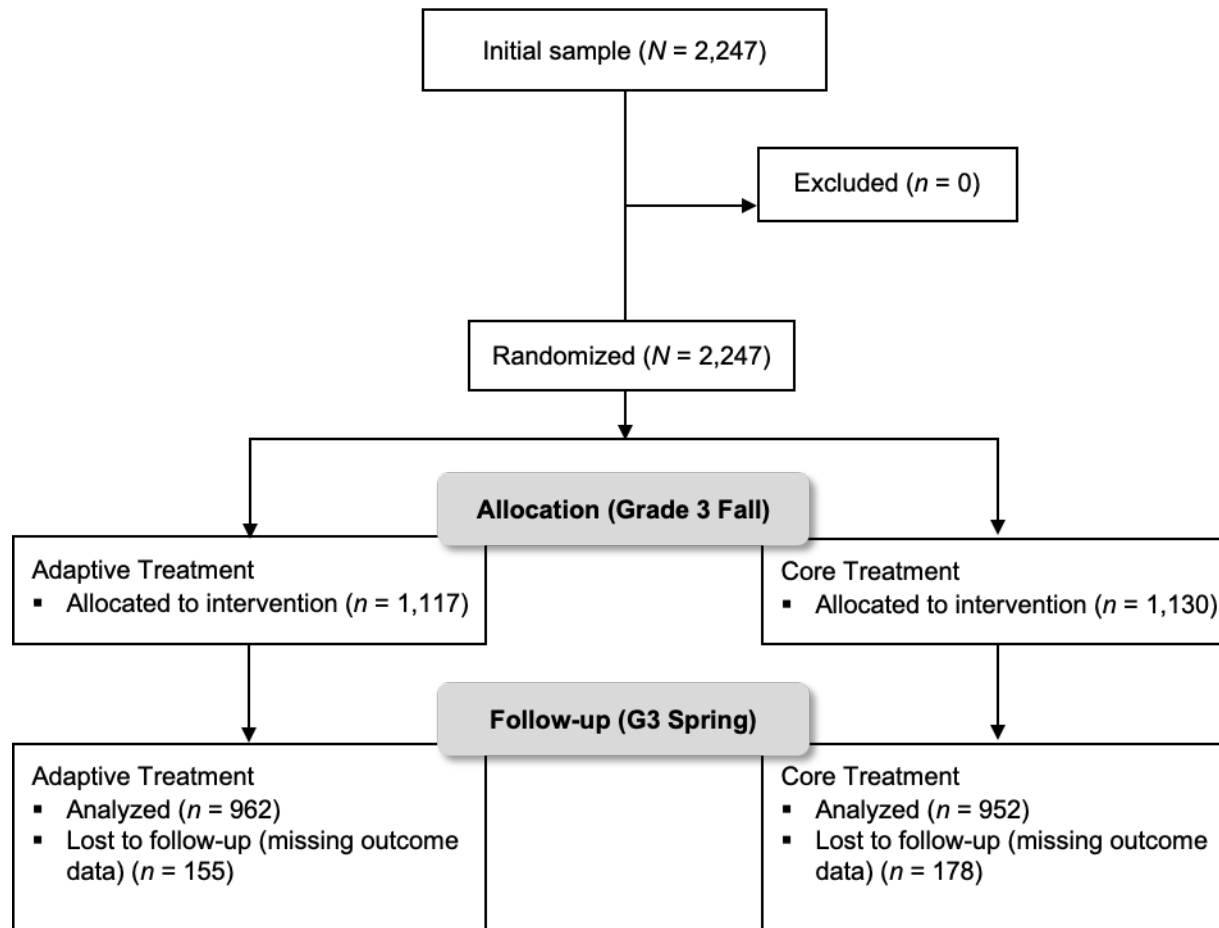 Initial sample (N = 2,247)
Excluded (n = 0)
Randomized (N = 2,247)
Allocation (Grade 3 Fall)
Adaptive Treatment
▪ Allocated to intervention (n = 1,117)
Core Treatment
▪ Allocated to intervention (n = 1,130)
Follow-up (G3 Spring)
Adaptive Treatment
▪ Analyzed (n = 962)
▪ Lost to follow-up (missing outcome
data) (n = 155)
Core Treatment
▪ Analyzed (n = 952)
▪ Lost to follow-up (missing outcome
data) (n = 178)